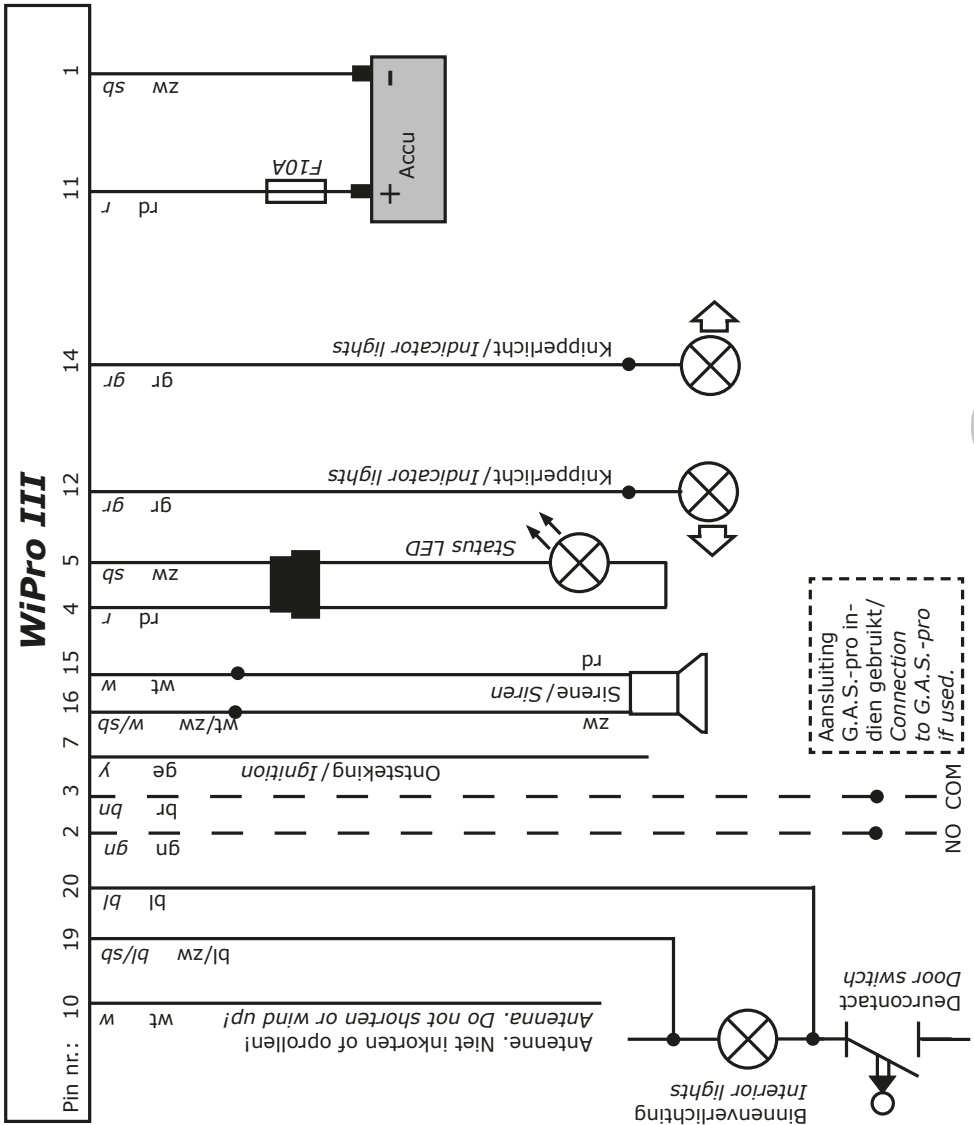 WiPro III
Pin nr.:
10
19
20
2
3
7
16
15
4
5
12
14
11
1
w wt
bl/sb bl/zw
bl bl
gn gn
bn br
y ge
w/sb wt/zw
w wt
r rd
sb zw
gr gr
gr gr
r rd
sb zw
Antenne. Niet inkorten of oprollen!
Antenna. Do not shorten or wind up!
Ontsteking/Ignition
Sirene/Siren
zw
rd
Status LED
Knipperlicht/Indicator lights
Knipperlicht/Indicator lights
F10A
+
-
Accu
Binnenverlichting
Interior lights
Deurcontact
Door switch
NO
COM
Aansluiting
G.A.S.-pro in-
dien gebruikt/
Connection
to G.A.S.-pro
if used.